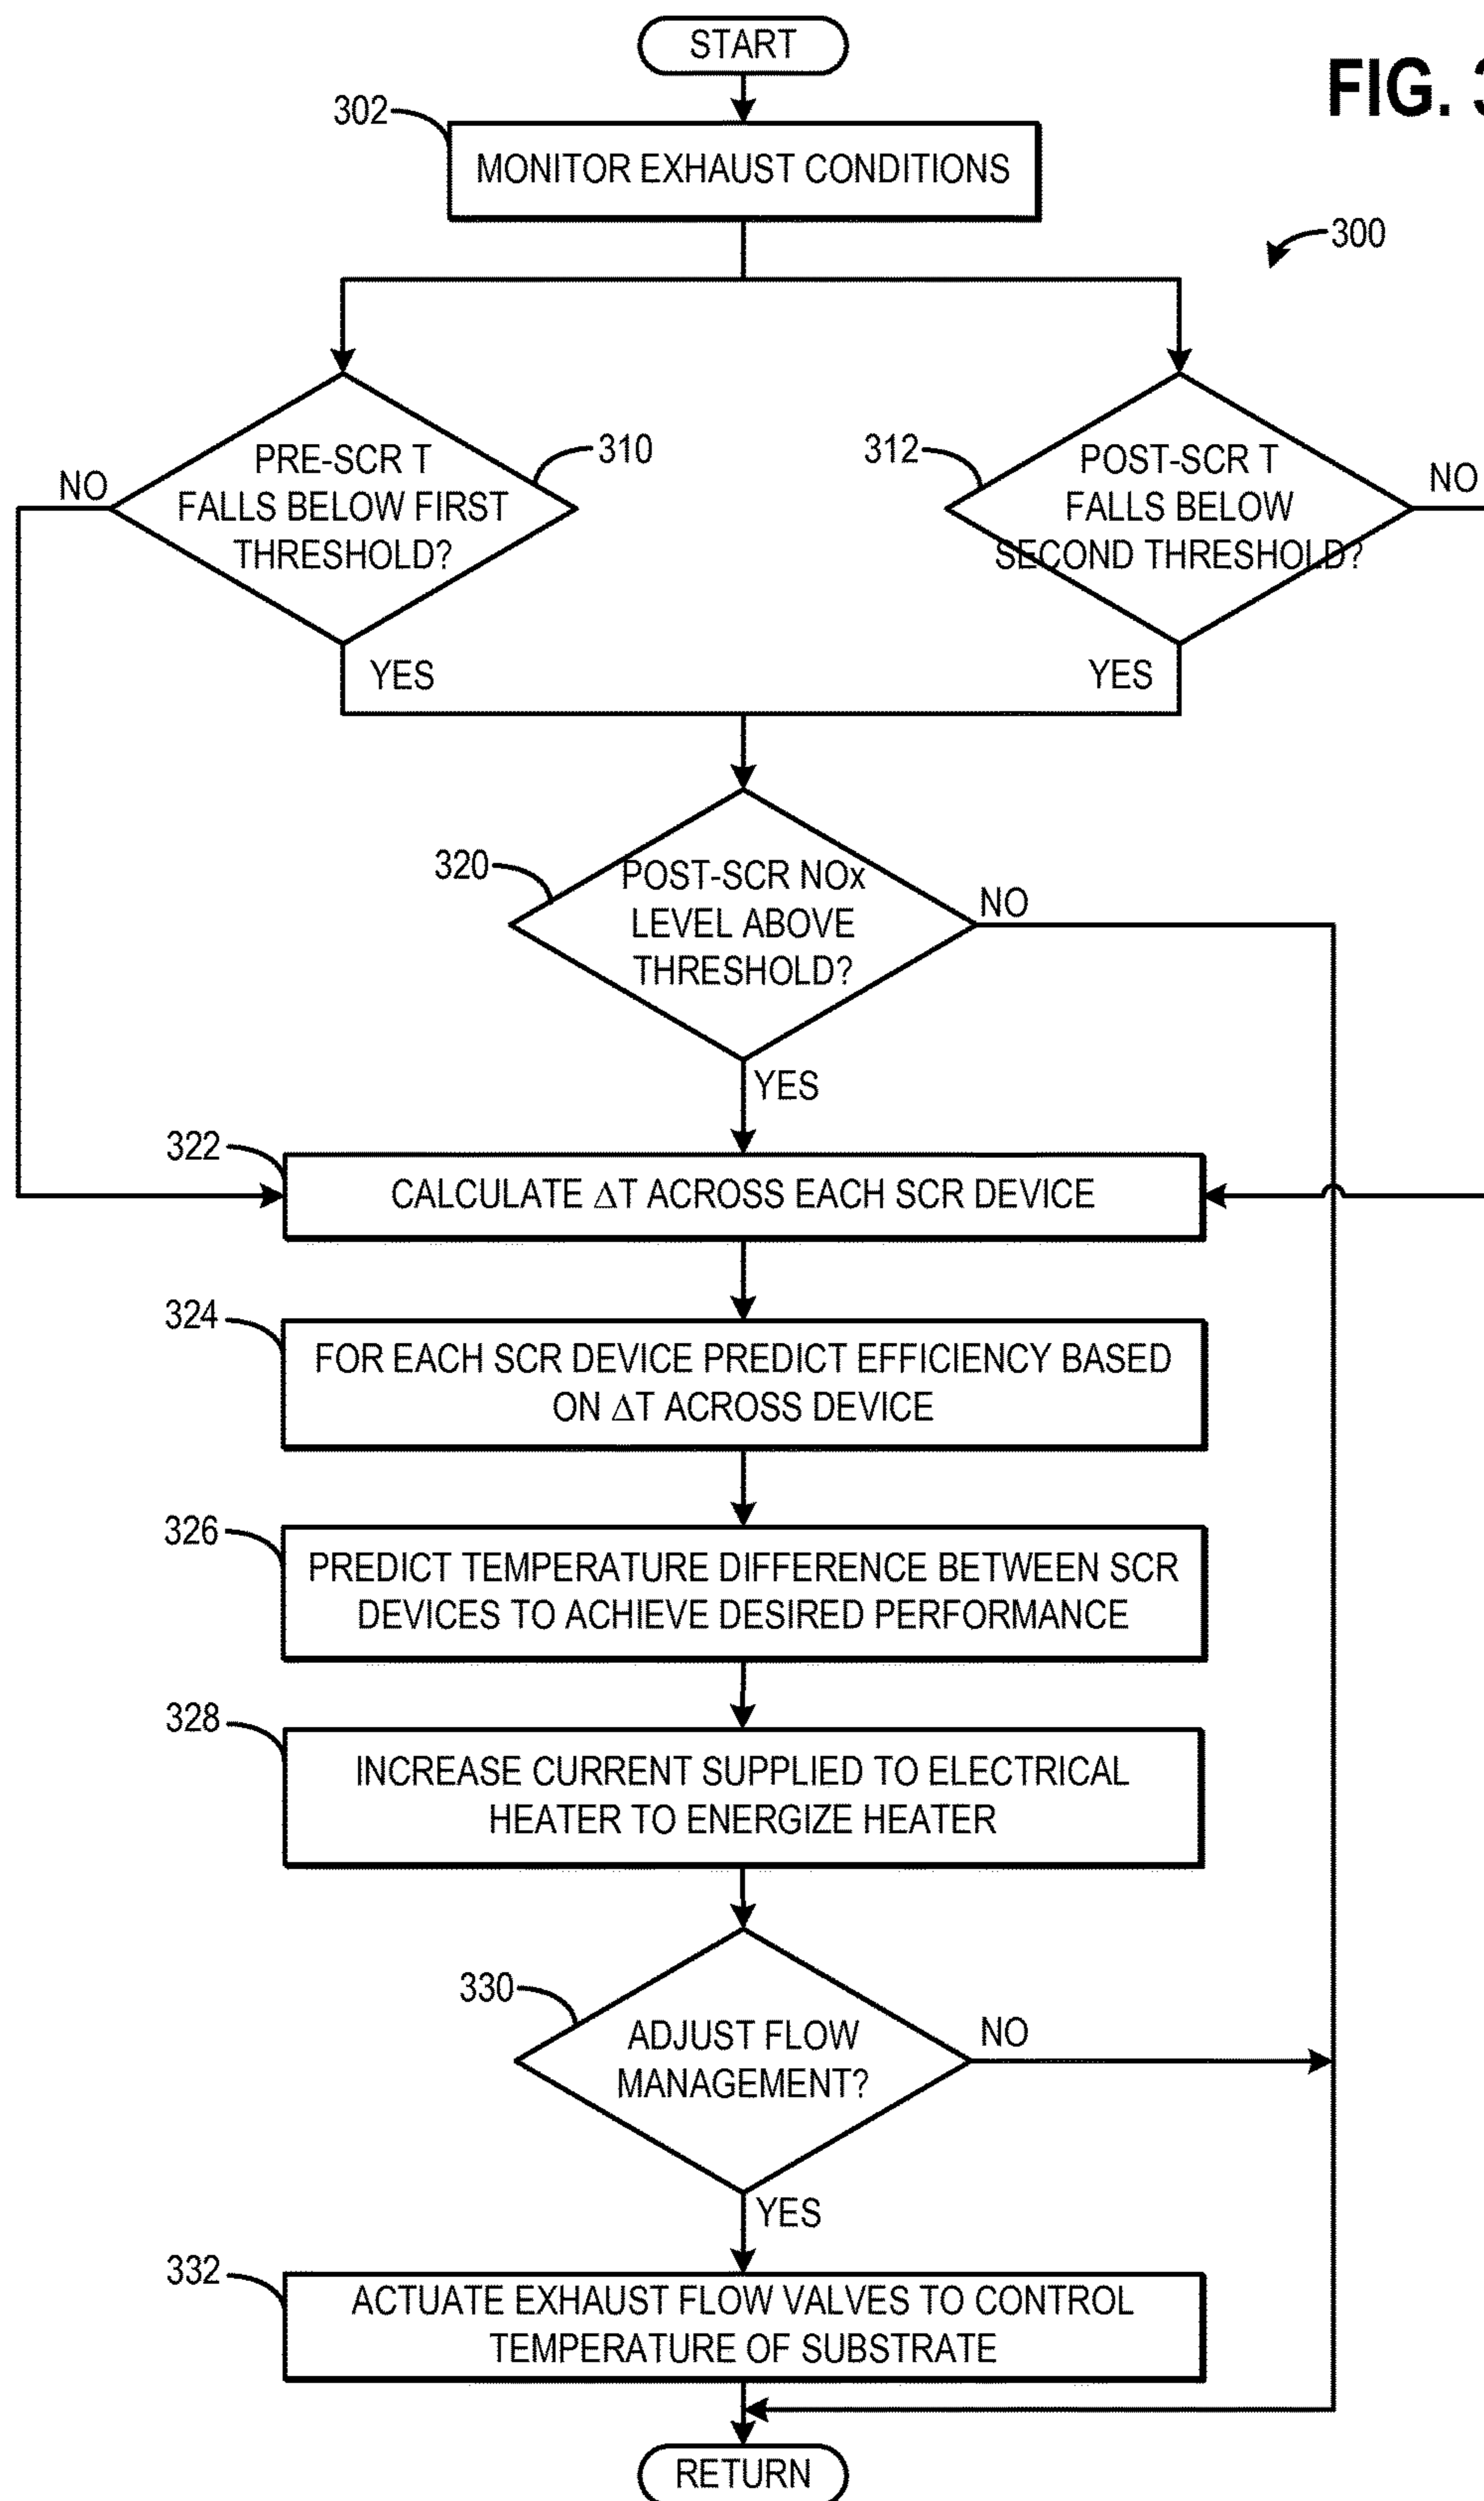 START
FIG. 3
302
MONITOR EXHAUST CONDITIONS
300
PRE-SCR T
FALLS BELOW FIRST
THRESHOLD?
310
NO
YES
312
POST-SCR T
FALLS BELOW
SECOND THRESHOLD?
NO
YES
320
POST-SCR NOx
LEVEL ABOVE
THRESHOLD?
NO
YES
322
CALCULATE ΔT ACROSS EACH SCR DEVICE
324
FOR EACH SCR DEVICE PREDICT EFFICIENCY BASED
ON ΔT ACROSS DEVICE
326
PREDICT TEMPERATURE DIFFERENCE BETWEEN SCR
DEVICES TO ACHIEVE DESIRED PERFORMANCE
328
INCREASE CURRENT SUPPLIED TO ELECTRICAL
HEATER TO ENERGIZE HEATER
330
ADJUST FLOW
MANAGEMENT?
NO
YES
332
ACTUATE EXHAUST FLOW VALVES TO CONTROL
TEMPERATURE OF SUBSTRATE
RETURN